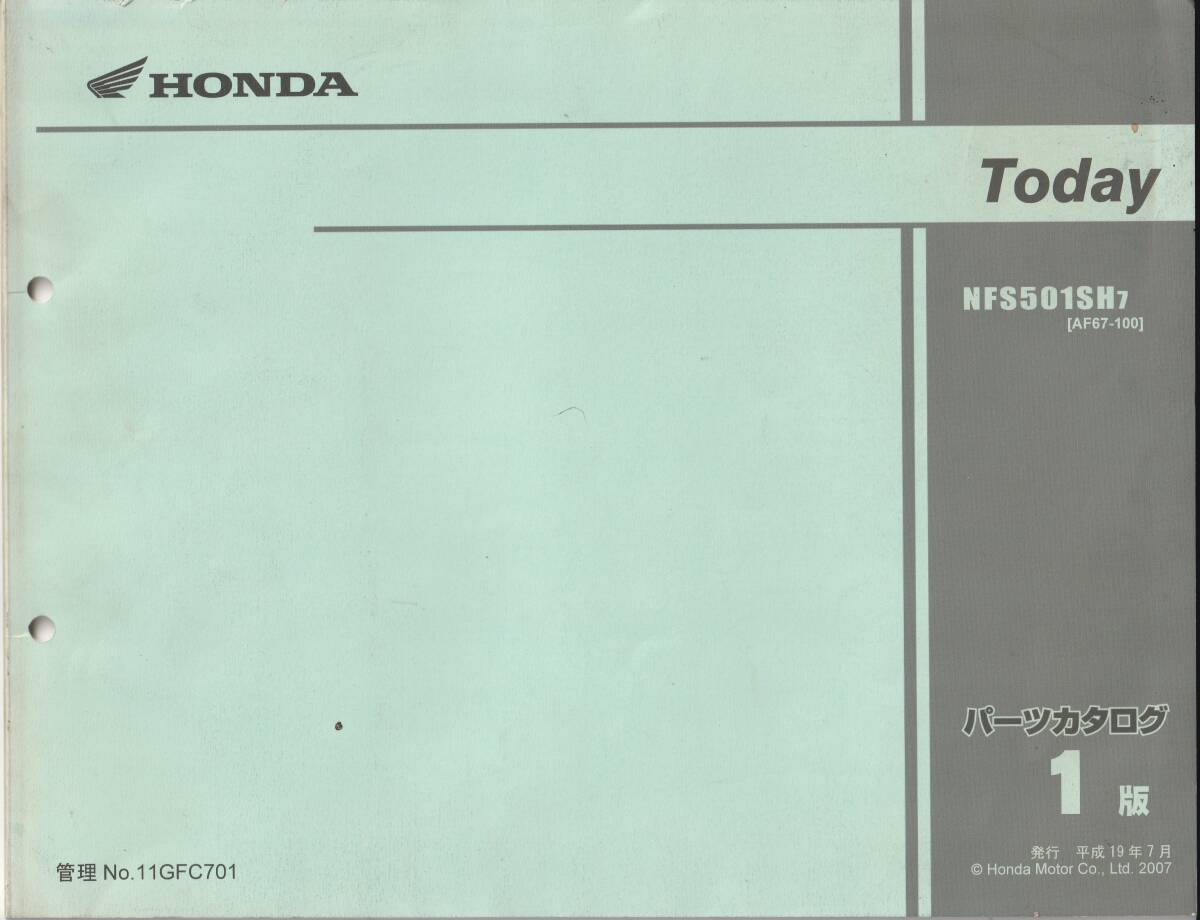 HONDA
Today
NFS501SH7
[AF67-100]
パーツカタログ
1版
発行 平成19年7月
© Honda Motor Co., Ltd. 2007
管理 No.11GFC701